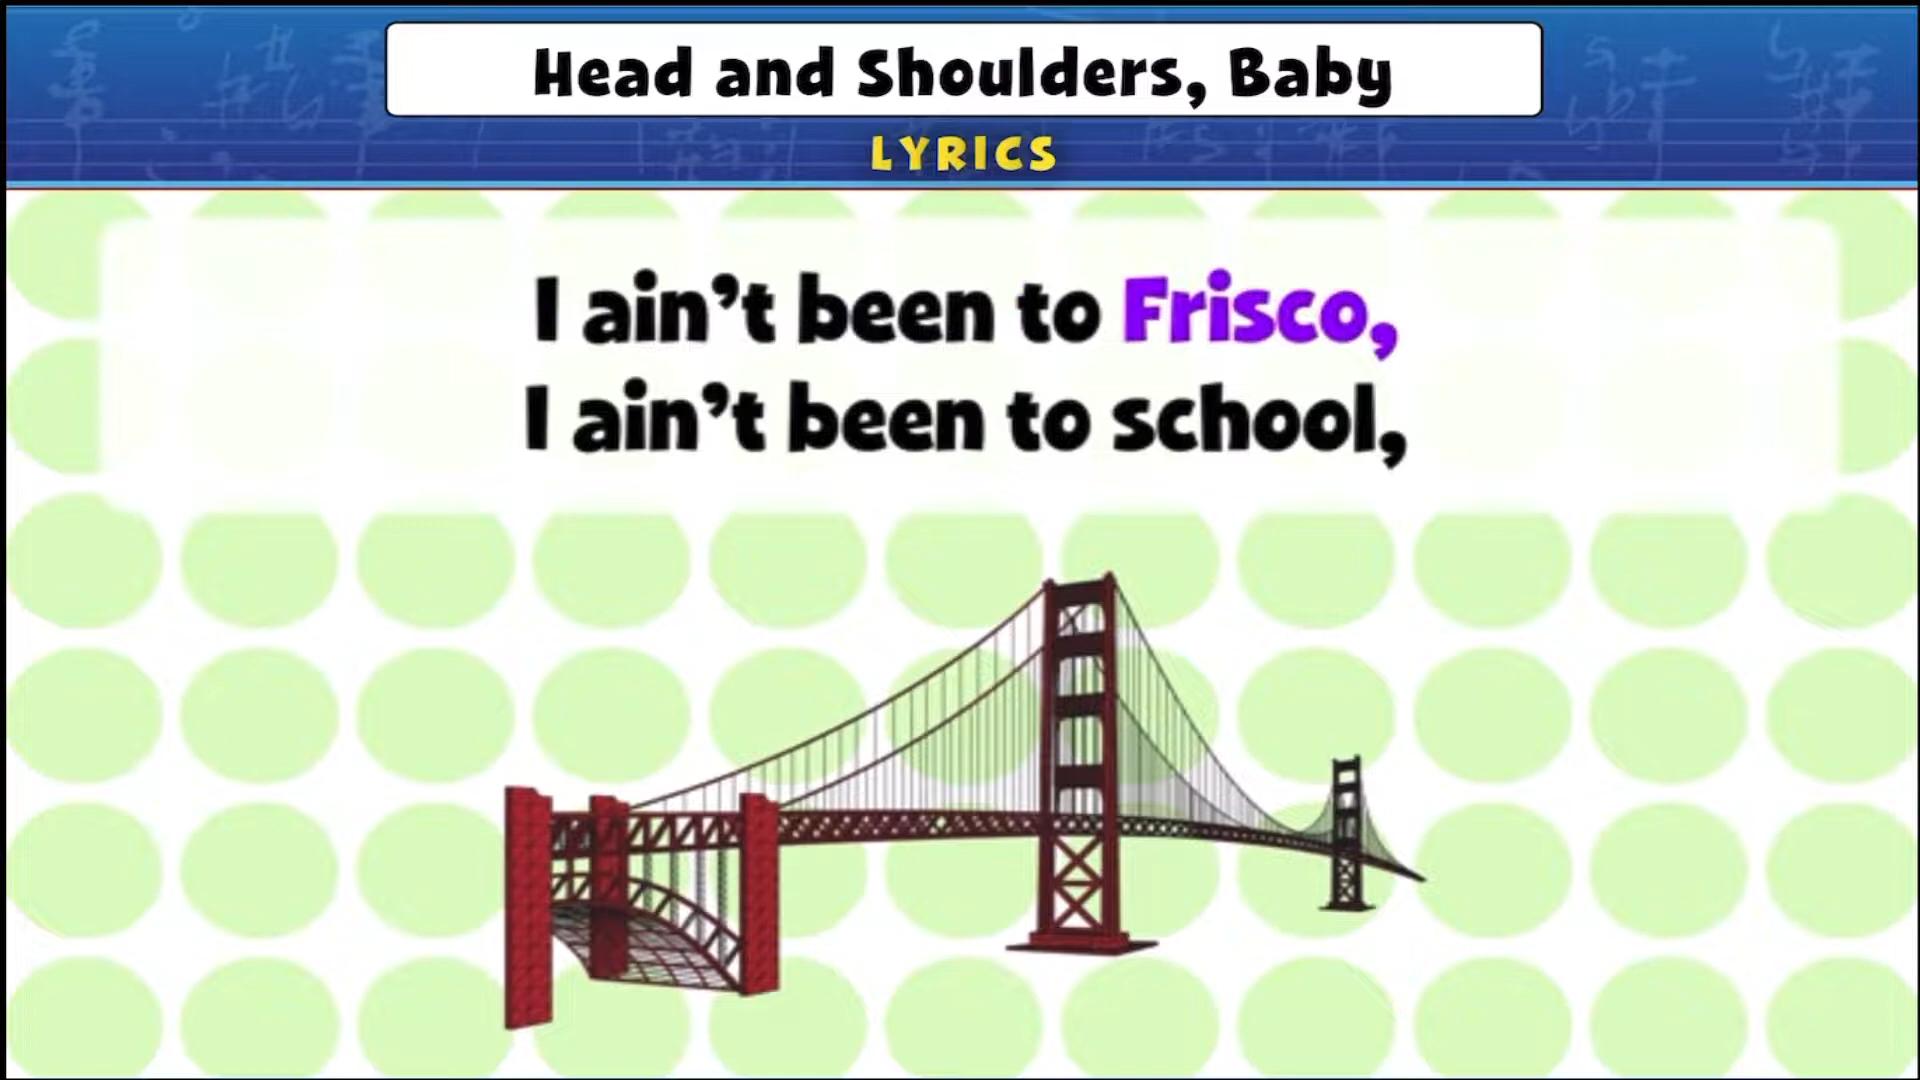 Head and Shoulders, Baby
LYRICS
I ain’t been to Frisco,
I ain’t been to school,